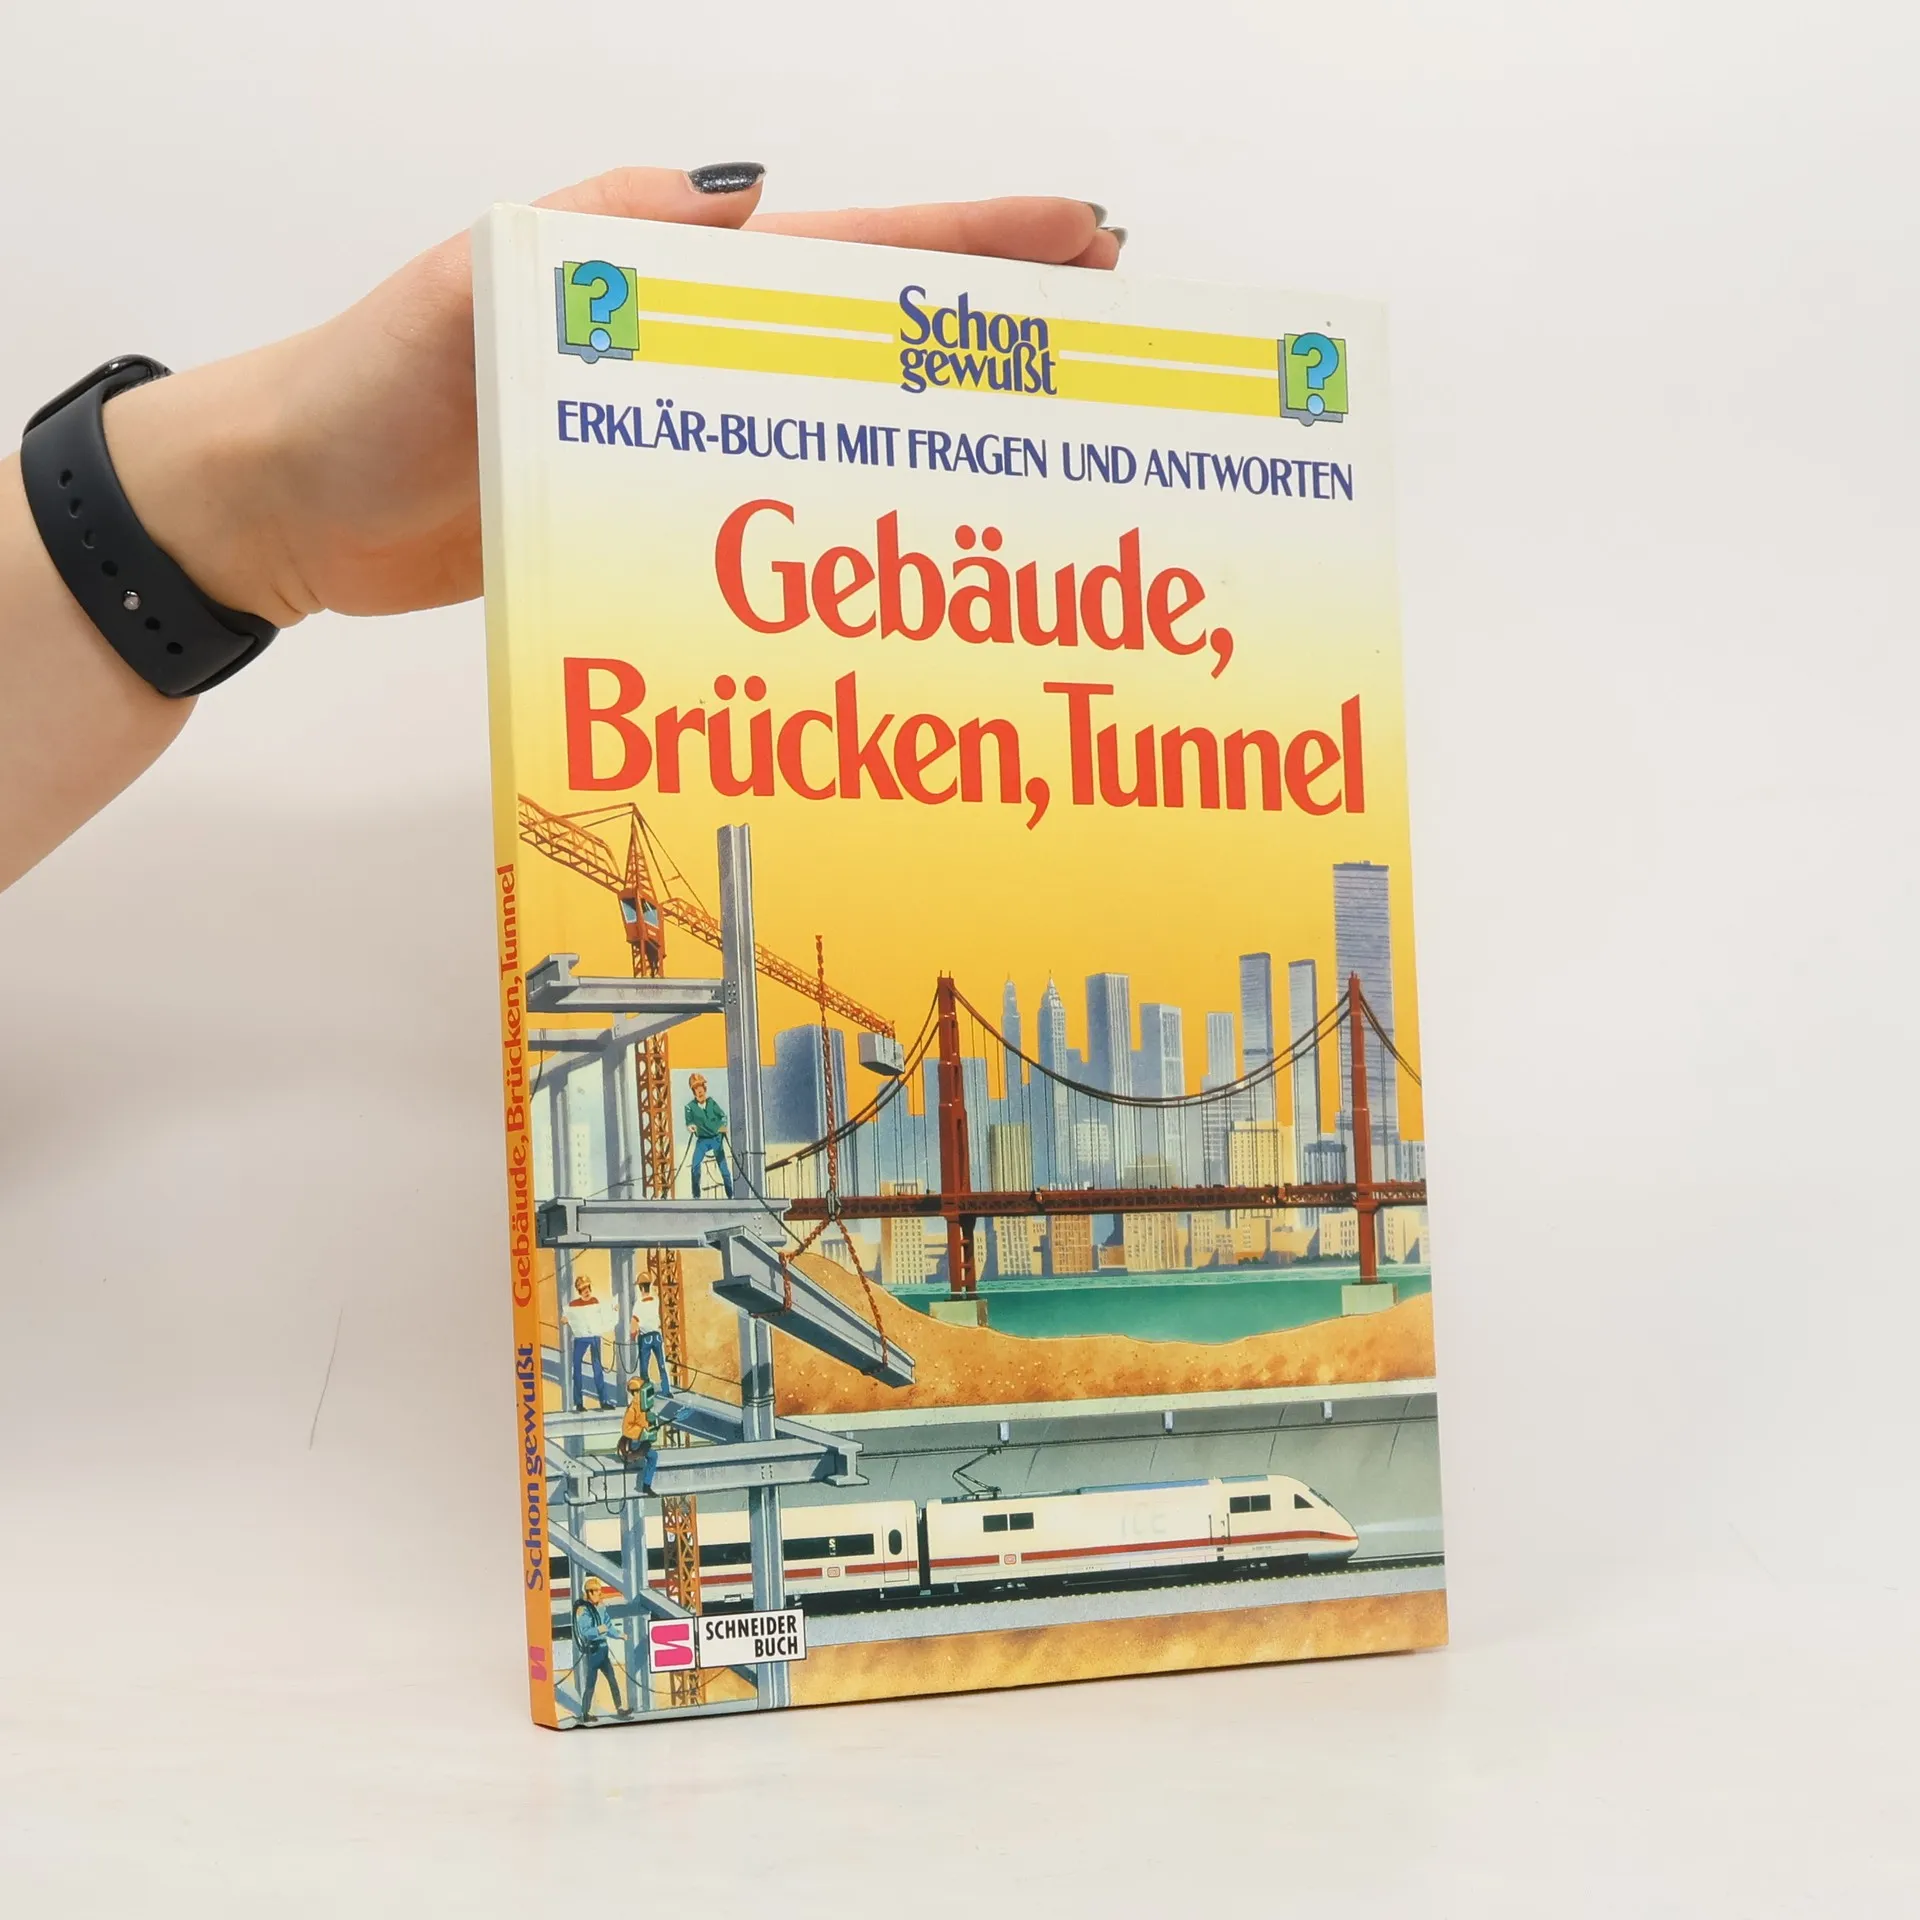 Schon
gewußt
ERKLÄR-BUCH MIT FRAGEN UND ANTWORTEN
Gebäude,
Brücken, Tunnel
SCHNEIDER
BUCH
Schon gewußt Gebäude, Brücken, Tunnel